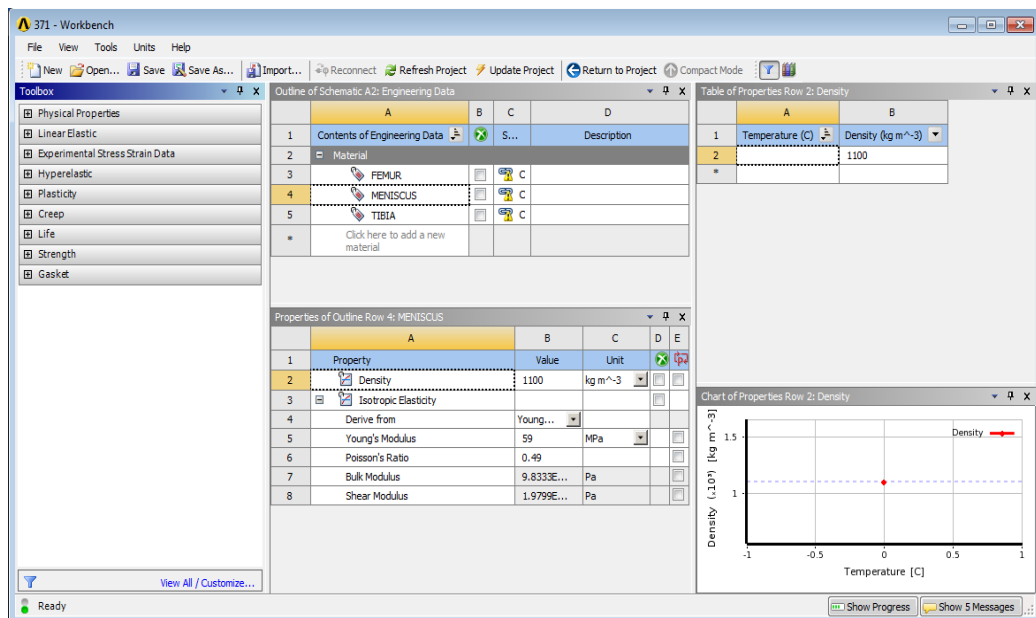 371 - Workbench
File View Tools Units Help
New Open... Save Save As... Import... Reconnect Refresh Project Update Project Return to Project Compact Mode
Toolbox
Physical Properties
Linear Elastic
Experimental Stress Strain Data
Hyperelastic
Plasticity
Creep
Life
Strength
Gasket
View All / Customize...
Outline of Schematic A2: Engineering Data
A B C D
1 Contents of Engineering Data S... Description
2 Material
3 FEMUR C
4 MENISCUS C
5 TIBIA C
* Click here to add a new
material
Properties of Outline Row 4: MENISCUS
A B C D E
1 Property Value Unit
2 Density 1100 kg m^-3
3 Isotropic Elasticity
4 Derive from Young...
5 Young's Modulus 59 MPa
6 Poisson's Ratio 0.49
7 Bulk Modulus 9.8333E... Pa
8 Shear Modulus 1.9799E... Pa
Table of Properties Row 2: Density
A B
1 Temperature (C) Density (kg m^-3)
2 1100
*
Chart of Properties Row 2: Density
Density (x10³) [kg m^-3]
1.5
1
Density
-1 -0.5 0 0.5 1
Temperature [C]
Ready
Show Progress Show 5 Messages